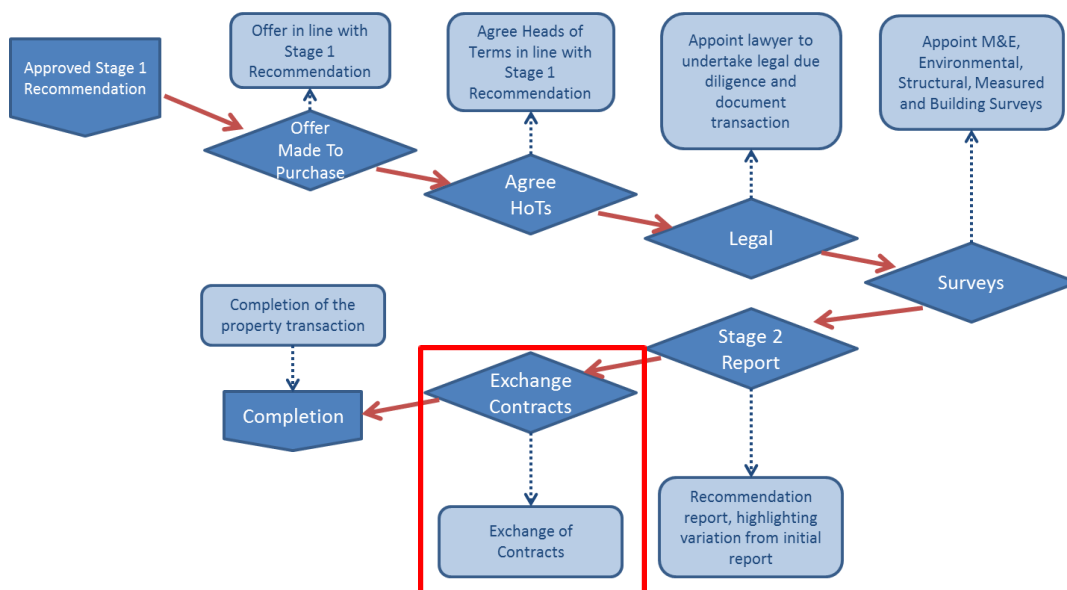 Approved Stage 1
Recommendation
Offer in line with
Stage 1
Recommendation
Offer
Made To
Purchase
Agree Heads of
Terms in line with
Stage 1
Recommendation
Agree
HoTs
Appoint lawyer to
undertake legal due
diligence and
document
transaction
Legal
Appoint M&E,
Environmental,
Structural, Measured
and Building Surveys
Surveys
Stage 2
Report
Recommendation
report, highlighting
variation from initial
report
Exchange
Contracts
Exchange of
Contracts
Completion of the
property transaction
Completion